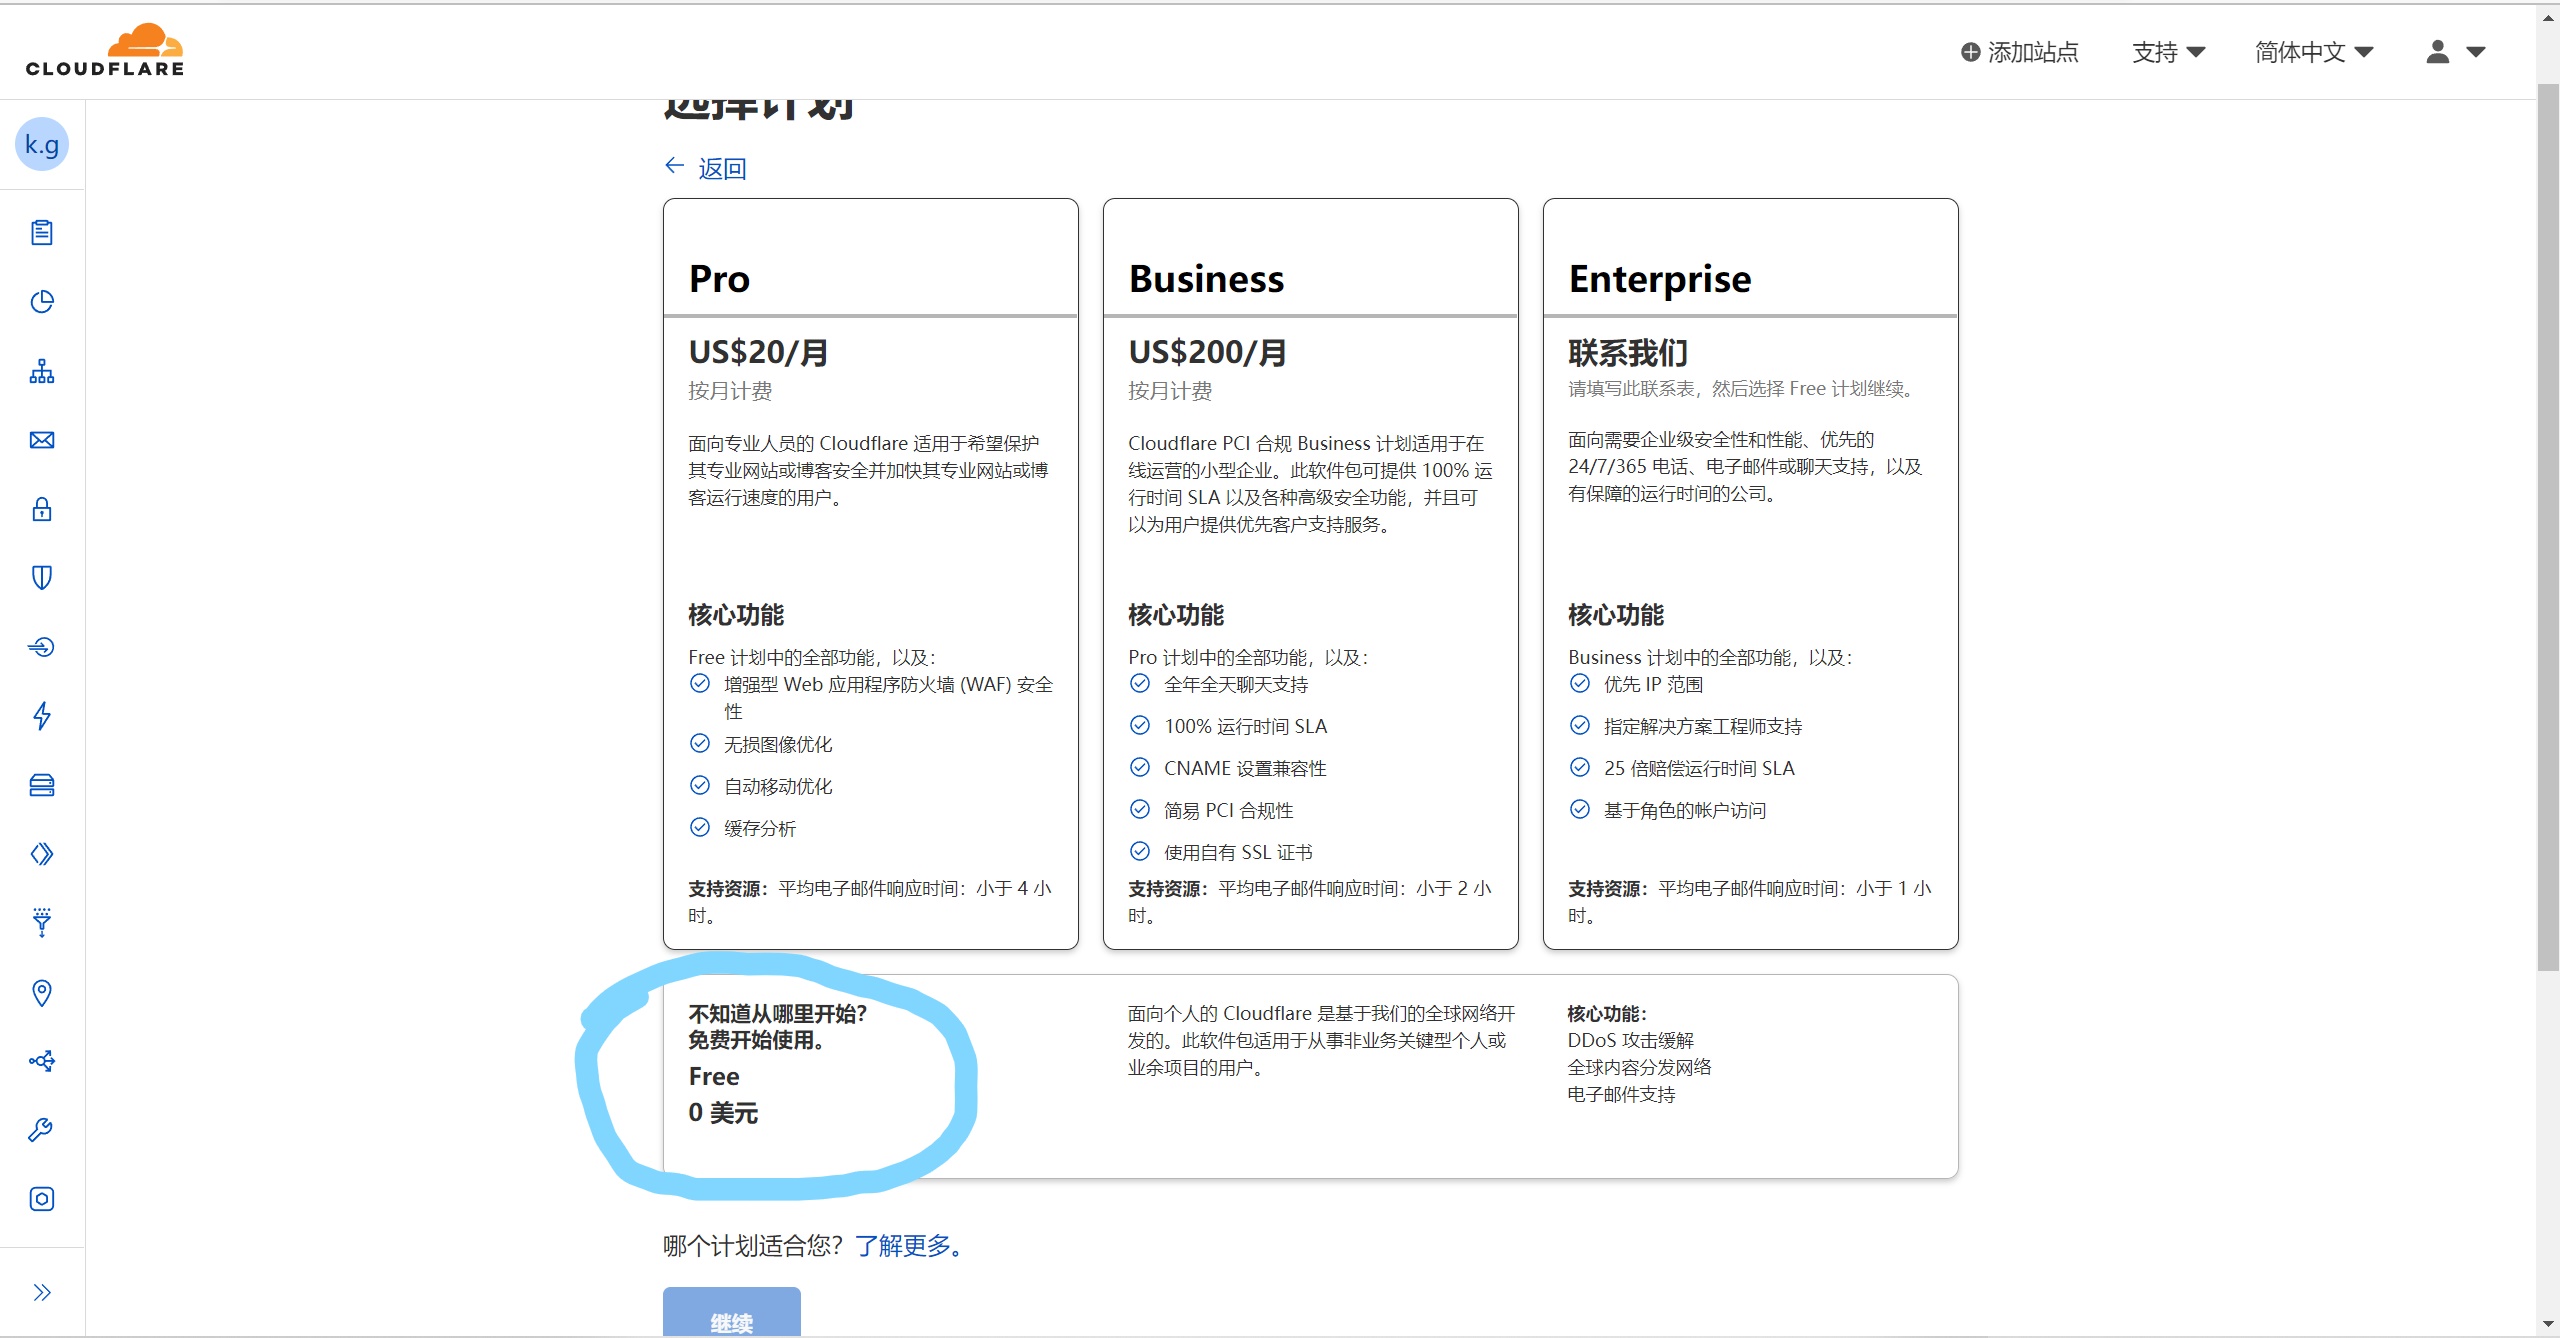 CLOUDFLARE
添加站点
支持
简体中文
k.g
选择计划
返回
Pro
US$20/月
按月计费
面向专业人员的 Cloudflare 适用于希望保护
其专业网站或博客安全并加快其专业网站或博
客运行速度的用户。
核心功能
Free 计划中的全部功能，以及：
增强型 Web 应用程序防火墙 (WAF) 安全
性
无损图像优化
自动移动优化
缓存分析
支持资源：平均电子邮件响应时间：小于 4 小
时。
Business
US$200/月
按月计费
Cloudflare PCI 合规 Business 计划适用于在
线运营的小型企业。此软件包可提供 100% 运
行时间 SLA 以及各种高级安全功能，并且可
以为用户提供优先客户支持服务。
核心功能
Pro 计划中的全部功能，以及：
全年全天聊天支持
100% 运行时间 SLA
CNAME 设置兼容性
简易 PCI 合规性
使用自有 SSL 证书
支持资源：平均电子邮件响应时间：小于 2 小
时。
Enterprise
联系我们
请填写此联系表，然后选择 Free 计划继续。
面向需要企业级安全性和性能、优先的
24/7/365 电话、电子邮件或聊天支持，以及
有保障的运行时间的公司。
核心功能
Business 计划中的全部功能，以及：
优先 IP 范围
指定解决方案工程师支持
25 倍赔偿运行时间 SLA
基于角色的帐户访问
支持资源：平均电子邮件响应时间：小于 1 小
时。
不知道从哪里开始？
免费开始使用。
Free
0 美元
面向个人的 Cloudflare 是基于我们的全球网络开
发的。此软件包适用于从事非业务关键型个人或
业余项目的用户。
核心功能：
DDoS 攻击缓解
全球内容分发网络
电子邮件支持
哪个计划适合您？了解更多。
继续